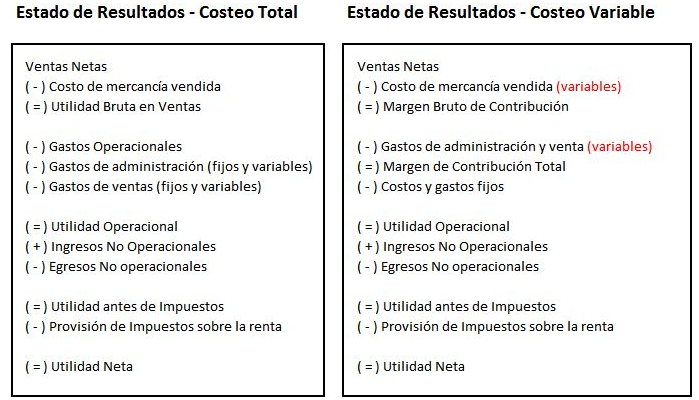 Estado de Resultados - Costeo Total
Ventas Netas
( - ) Costo de mercancía vendida
( = ) Utilidad Bruta en Ventas
( - ) Gastos Operacionales
( - ) Gastos de administración (fijos y variables)
( - ) Gastos de ventas (fijos y variables)
( = ) Utilidad Operacional
( + ) Ingresos No Operacionales
( - ) Egresos No operacionales
( = ) Utilidad antes de Impuestos
( - ) Provisión de Impuestos sobre la renta
( = ) Utilidad Neta
Estado de Resultados - Costeo Variable
Ventas Netas
( - ) Costo de mercancía vendida (variables)
( = ) Margen Bruto de Contribución
( - ) Gastos de administración y venta (variables)
( = ) Margen de Contribución Total
( - ) Costos y gastos fijos
( = ) Utilidad Operacional
( + ) Ingresos No Operacionales
( - ) Egresos No operacionales
( = ) Utilidad antes de Impuestos
( - ) Provisión de Impuestos sobre la renta
( = ) Utilidad Neta